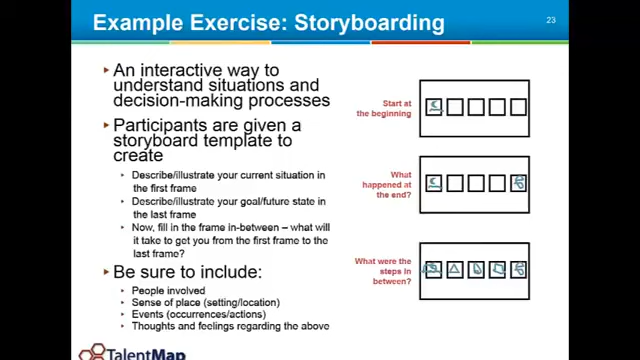 Example Exercise: Storyboarding
23
An interactive way to
understand situations and
decision-making processes
Participants are given a
storyboard template to
create
Describe/illustrate your current situation in
the first frame
Describe/illustrate your goal/future state in
the last frame
Now, fill in the frame in-between – what will
it take to get you from the first frame to the
last frame?
Be sure to include:
People involved
Sense of place (setting/location)
Events (occurrences/actions)
Thoughts and feelings regarding the above
Start at
the beginning
What
happened at
the end?
What were the
steps in
between?
TalentMap